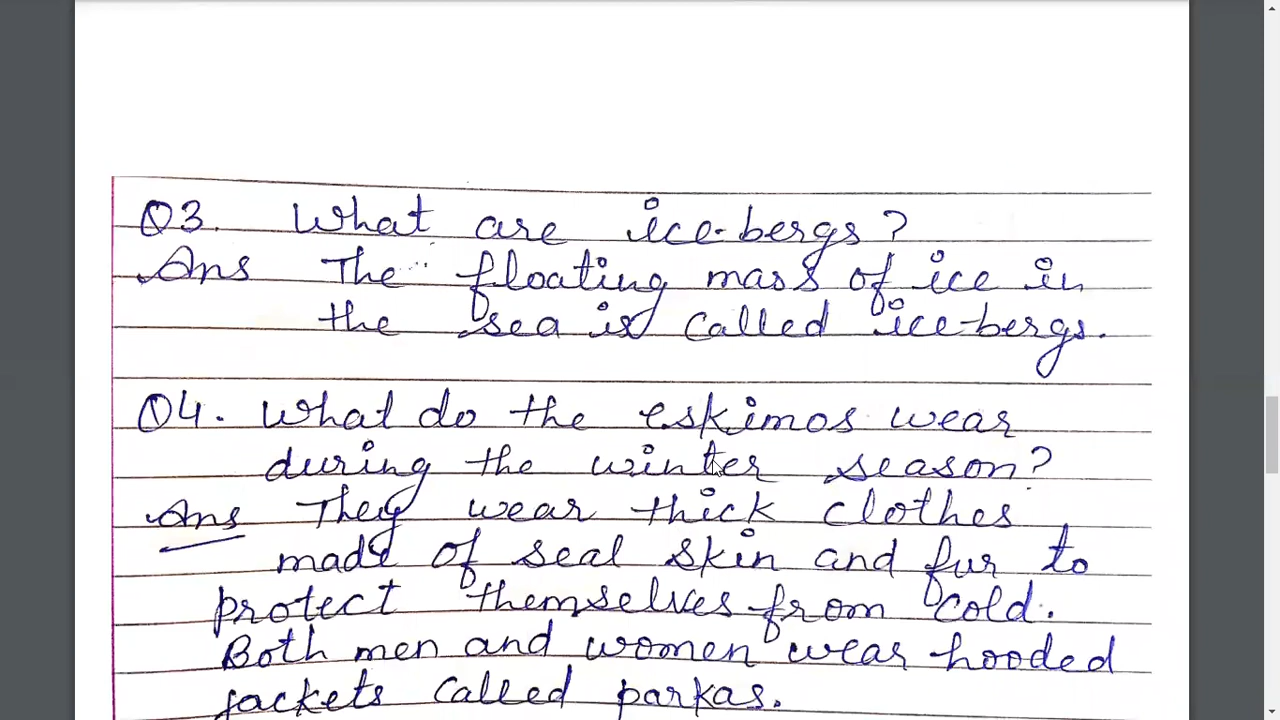 Q3. What are ice-bergs?
Ans The floating mass of ice in
the sea is called ice-bergs.
Q4. What do the eskimos wear
during the winter season?
Ans They wear thick clothes
made of seal skin and fur to
protect themselves from cold.
Both men and women wear hooded
jackets called parkas.